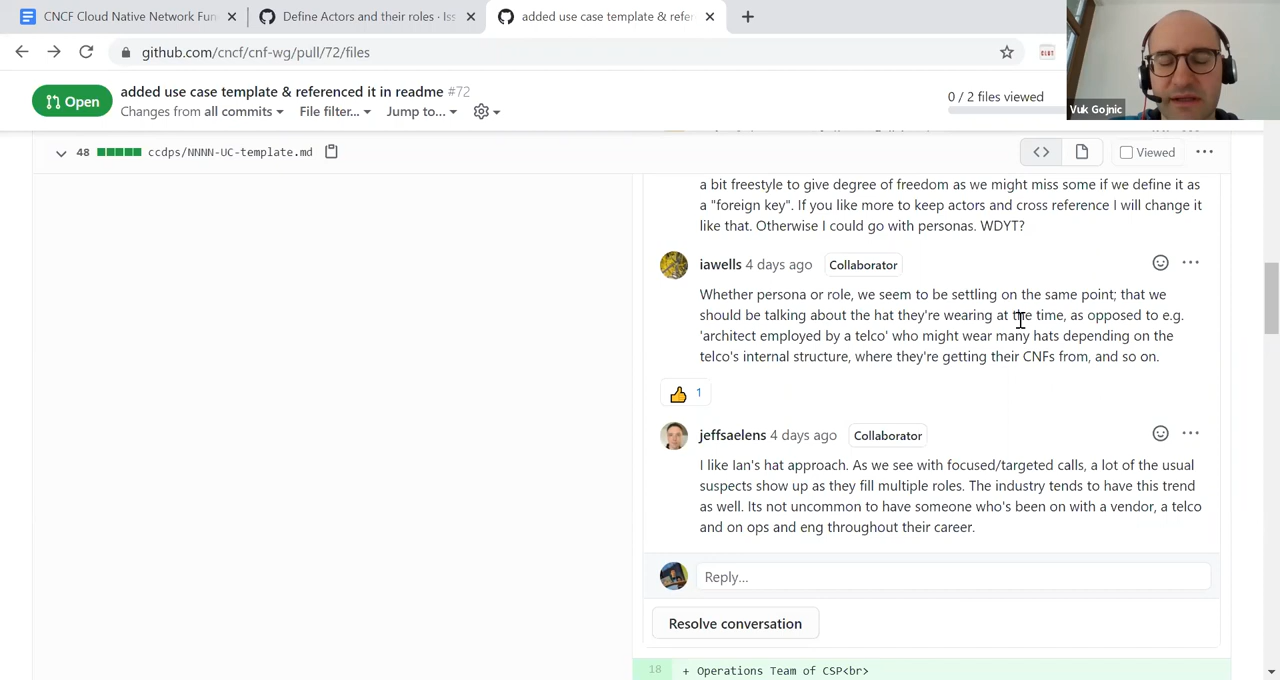 CNCF Cloud Native Network Fun
Define Actors and their roles · Iss
added use case template & refer
github.com/cncf/cnf-wg/pull/72/files
Vuk Gojnic
Open
added use case template & referenced it in readme #72
Changes from all commits
File filter...
Jump to...
0 / 2 files viewed
48
ccdps/NNNN-UC-template.md
Viewed
a bit freestyle to give degree of freedom as we might miss some if we define it as
a "foreign key". If you like more to keep actors and cross reference I will change it
like that. Otherwise I could go with personas. WDYT?
iawells 4 days ago Collaborator
Whether persona or role, we seem to be settling on the same point; that we
should be talking about the hat they're wearing at the time, as opposed to e.g.
'architect employed by a telco' who might wear many hats depending on the
telco's internal structure, where they're getting their CNFs from, and so on.
1
jeffsaelens 4 days ago Collaborator
I like Ian's hat approach. As we see with focused/targeted calls, a lot of the usual
suspects show up as they fill multiple roles. The industry tends to have this trend
as well. Its not uncommon to have someone who's been on with a vendor, a telco
and on ops and eng throughout their career.
Reply...
Resolve conversation
18 + Operations Team of CSP<br>